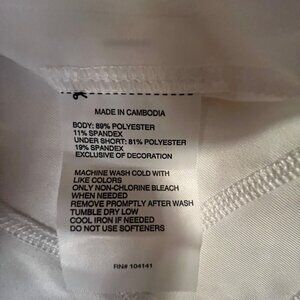 MADE IN CAMBODIA
BODY: 89% POLYESTER
11% SPANDEX
UNDER SHORT: 81% POLYESTER
19% SPANDEX
EXCLUSIVE OF DECORATION
MACHINE WASH COLD WITH
LIKE COLORS
ONLY NON-CHLORINE BLEACH
WHEN NEEDED
REMOVE PROMPTLY AFTER WASH
TUMBLE DRY LOW
COOL IRON IF NEEDED
DO NOT USE SOFTENERS
RN# 104141